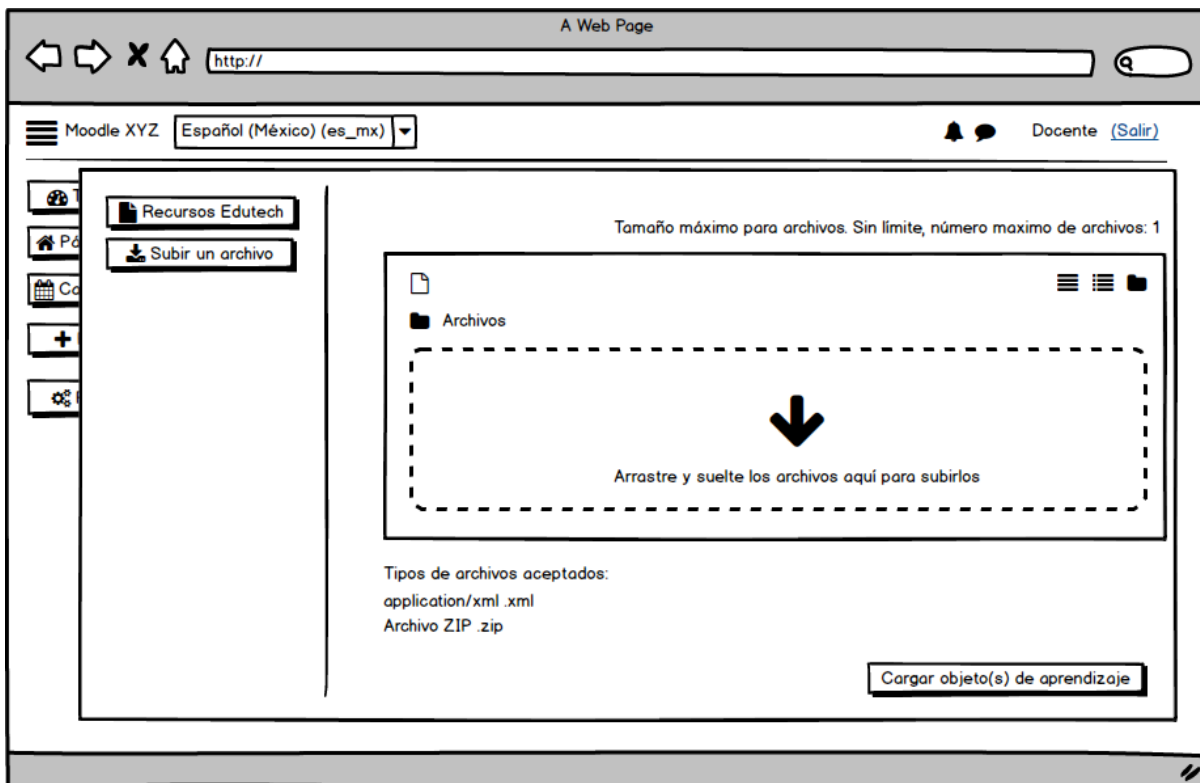 A Web Page
http://
Moodle XYZ Español (México) (es_mx) Docente (Salir)
Recursos Edutech
Subir un archivo
Tamaño máximo para archivos. Sin límite, número maximo de archivos: 1
Archivos
Arrastre y suelte los archivos aquí para subirlos
Tipos de archivos aceptados:
application/xml .xml
Archivo ZIP .zip
Cargar objeto(s) de aprendizaje